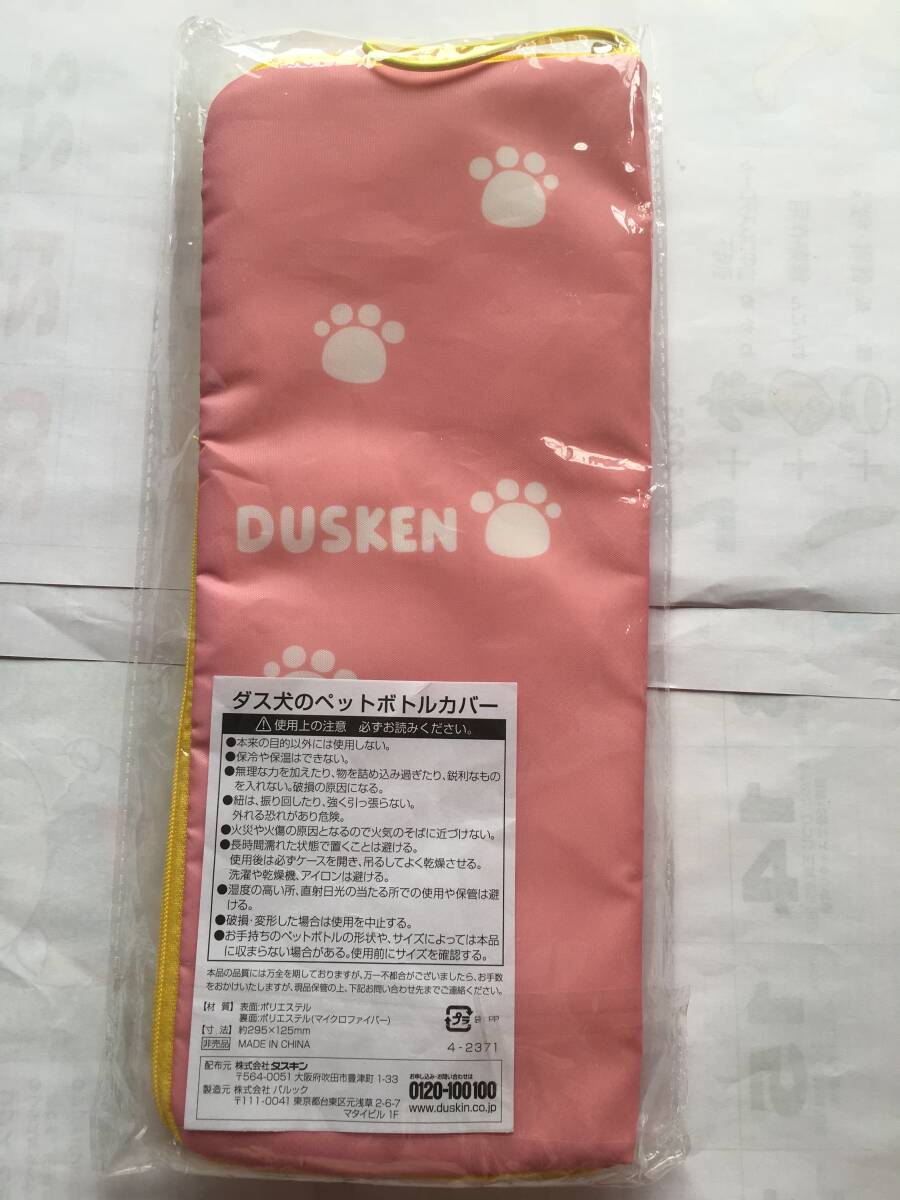 DUSKEN
ダス犬のペットボトルカバー
使用上の注意 必ずお読みください。
●本来の目的以外には使用しない。
●保冷や保温はできない。
●無理な力を加えたり、物を詰め込み過ぎたり、鋭利なもの
を入れない。破損の原因になる。
●紐は、振り回したり、強く引っ張らない。
外れる恐れがあり危険。
●火災や火傷の原因となるので火気のそばに近づけない。
●長時間濡れた状態で置くことは避ける。
使用後は必ずケースを開き、吊るしてよく乾燥させる。
洗濯や乾燥機、アイロンは避ける。
●湿度の高い所、直射日光の当たる所での使用や保管は避
ける。
●破損・変形した場合は使用を中止する。
●お手持ちのペットボトルの形状や、サイズによっては本品
に収まらない場合がある。使用前にサイズを確認する。
本品の品質には万全を期しておりますが、万一不都合がございましたら、お手数
をおかけいたしますが、現品保管の上、下記お問い合わせ先までご連絡ください。
【材 質】 表面:ポリエステル
裏面:ポリエステル(マイクロファイバー)
【寸 法】 約295×125mm
非売品 MADE IN CHINA
プラ 袋:PP
4-2371
配布元 株式会社ダスキン
〒564-0051 大阪府吹田市豊津町1-33
製造元 株式会社 パルック
〒111-0041 東京都台東区元浅草2-6-7
マタイビル 1F
お申し込み・お問い合わせは
0120-100100
www.duskin.co.jp